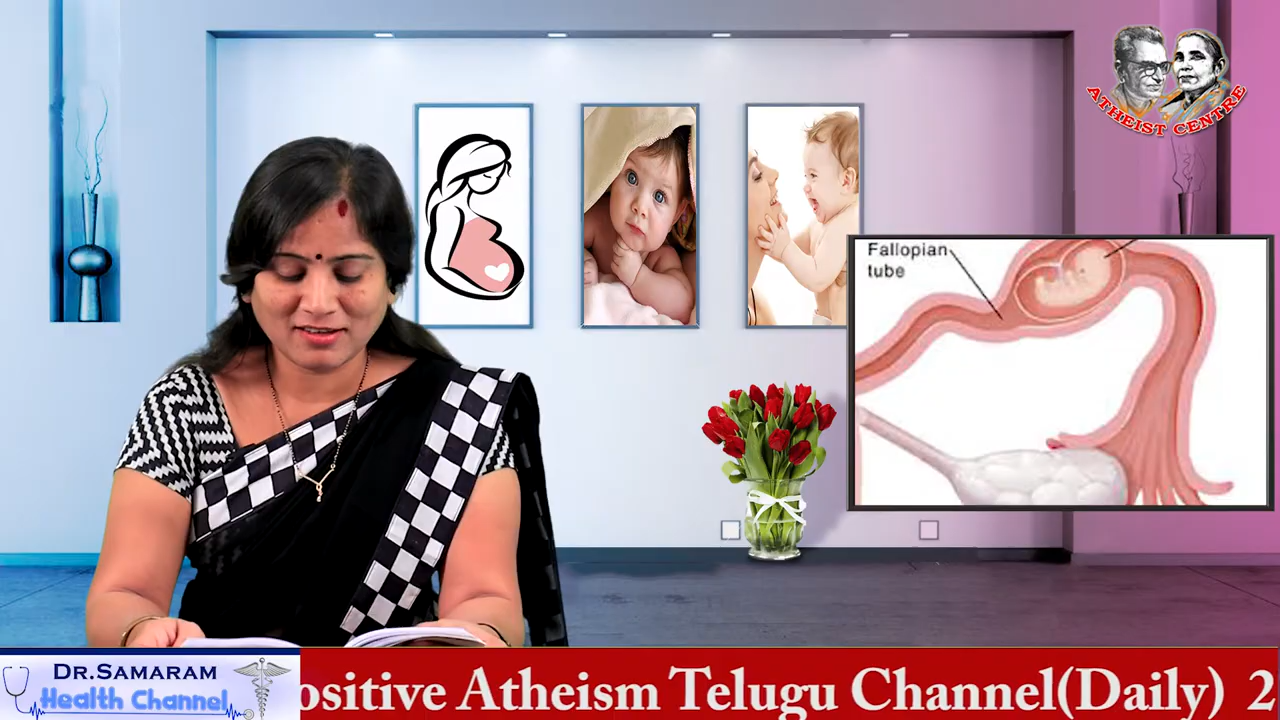 ATHEIST CENTRE
Fallopian
tube
DR.SAMARAM
Health Channel
ositive Atheism Telugu Channel(Daily) 2